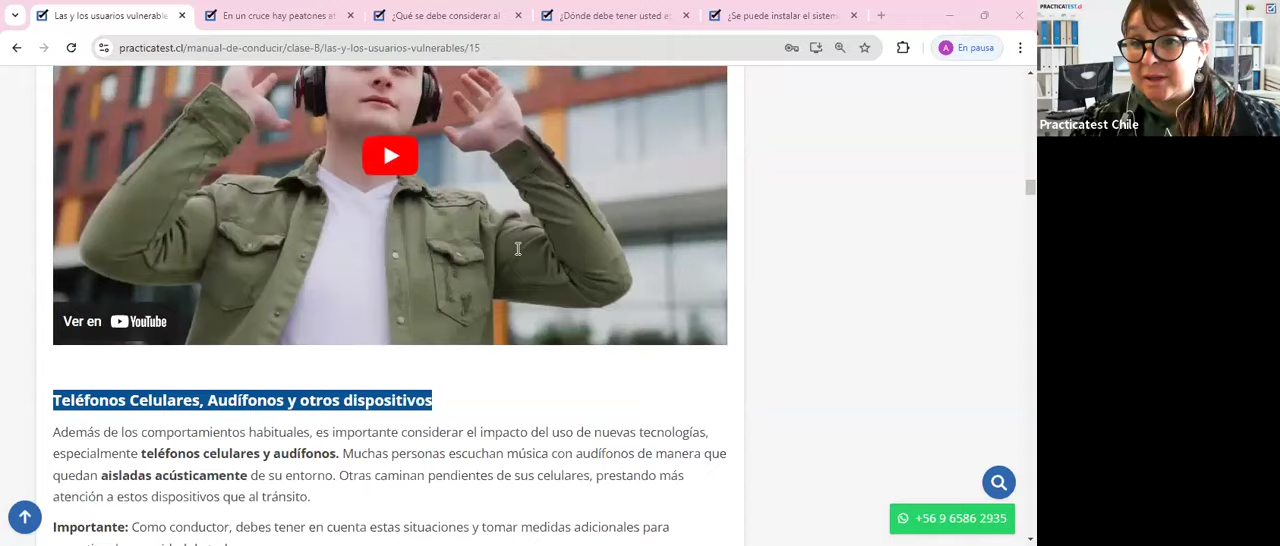 Las y los usuarios vulnerable
En un cruce hay peatones at
¿Qué se debe considerar al
¿Dónde debe tener usted e
¿Se puede instalar el sistem
practicatest.cl/manual-de-conducir/clase-B/las-y-los-usuarios-vulnerables/15
A En pausa
PRACTICATEST.cl
Practicatest Chile
Ver en YouTube
Teléfonos Celulares, Audífonos y otros dispositivos
Además de los comportamientos habituales, es importante considerar el impacto del uso de nuevas tecnologías,
especialmente teléfonos celulares y audífonos. Muchas personas escuchan música con audífonos de manera que
quedan aisladas acústicamente de su entorno. Otras caminan pendientes de sus celulares, prestando más
atención a estos dispositivos que al tránsito.
Importante: Como conductor, debes tener en cuenta estas situaciones y tomar medidas adicionales para
+56 9 6586 2935